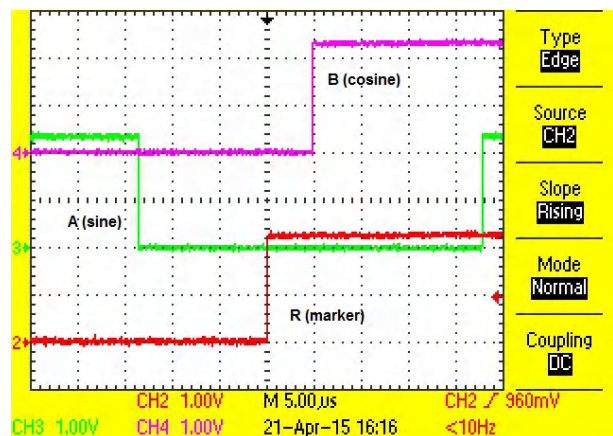 Type
Edge
Source
CH2
Slope
Rising
Mode
Normal
Coupling
DC
B (cosine)
4
A (sine)
3
R (marker)
2
CH2 1.00V M 5.00µs CH2 960mV
CH3 1.00V CH4 1.00V 21-Apr-15 16:16 <10Hz